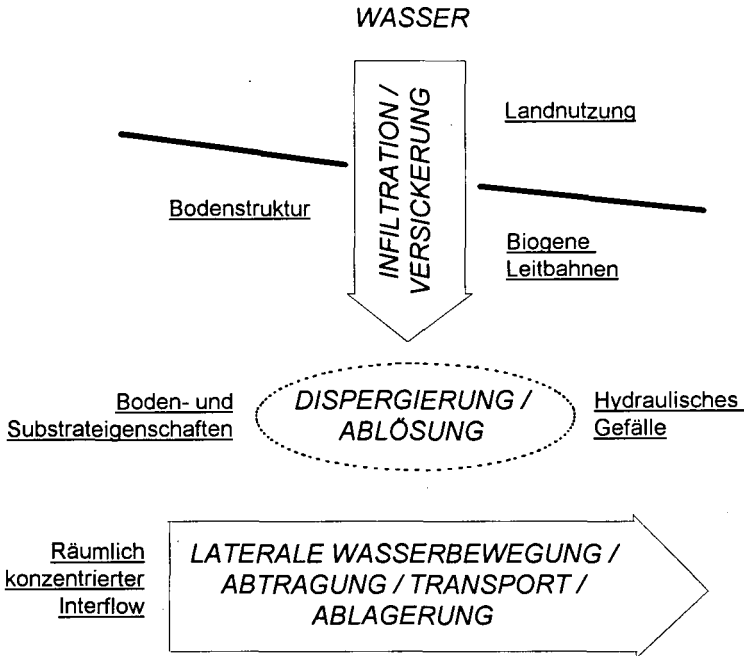 WASSER
INFILTRATION /
VERSICKERUNG
Landnutzung
Bodenstruktur
Biogene
Leitbahnen
Boden- und
Substrateigenschaften
DISPERGIERUNG /
ABLÖSUNG
Hydraulisches
Gefälle
Räumlich
konzentrierter
Interflow
LATERALE WASSERBEWEGUNG /
ABTRAGUNG / TRANSPORT /
ABLAGERUNG